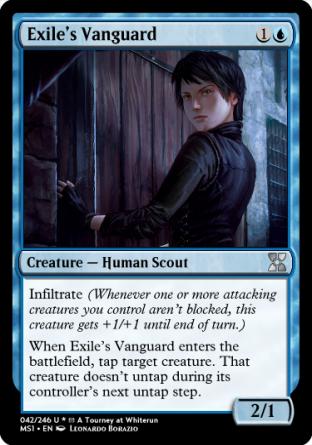 Exile's Vanguard 1
Creature — Human Scout
Infiltrate (Whenever one or more attacking
creatures you control aren't blocked, this
creature gets +1/+1 until end of turn.)
When Exile's Vanguard enters the
battlefield, tap target creature. That
creature doesn't untap during its
controller's next untap step.
2/1
042/246 U * A Tourney at Whiterun
MS1 • EN Leonardo Borazio